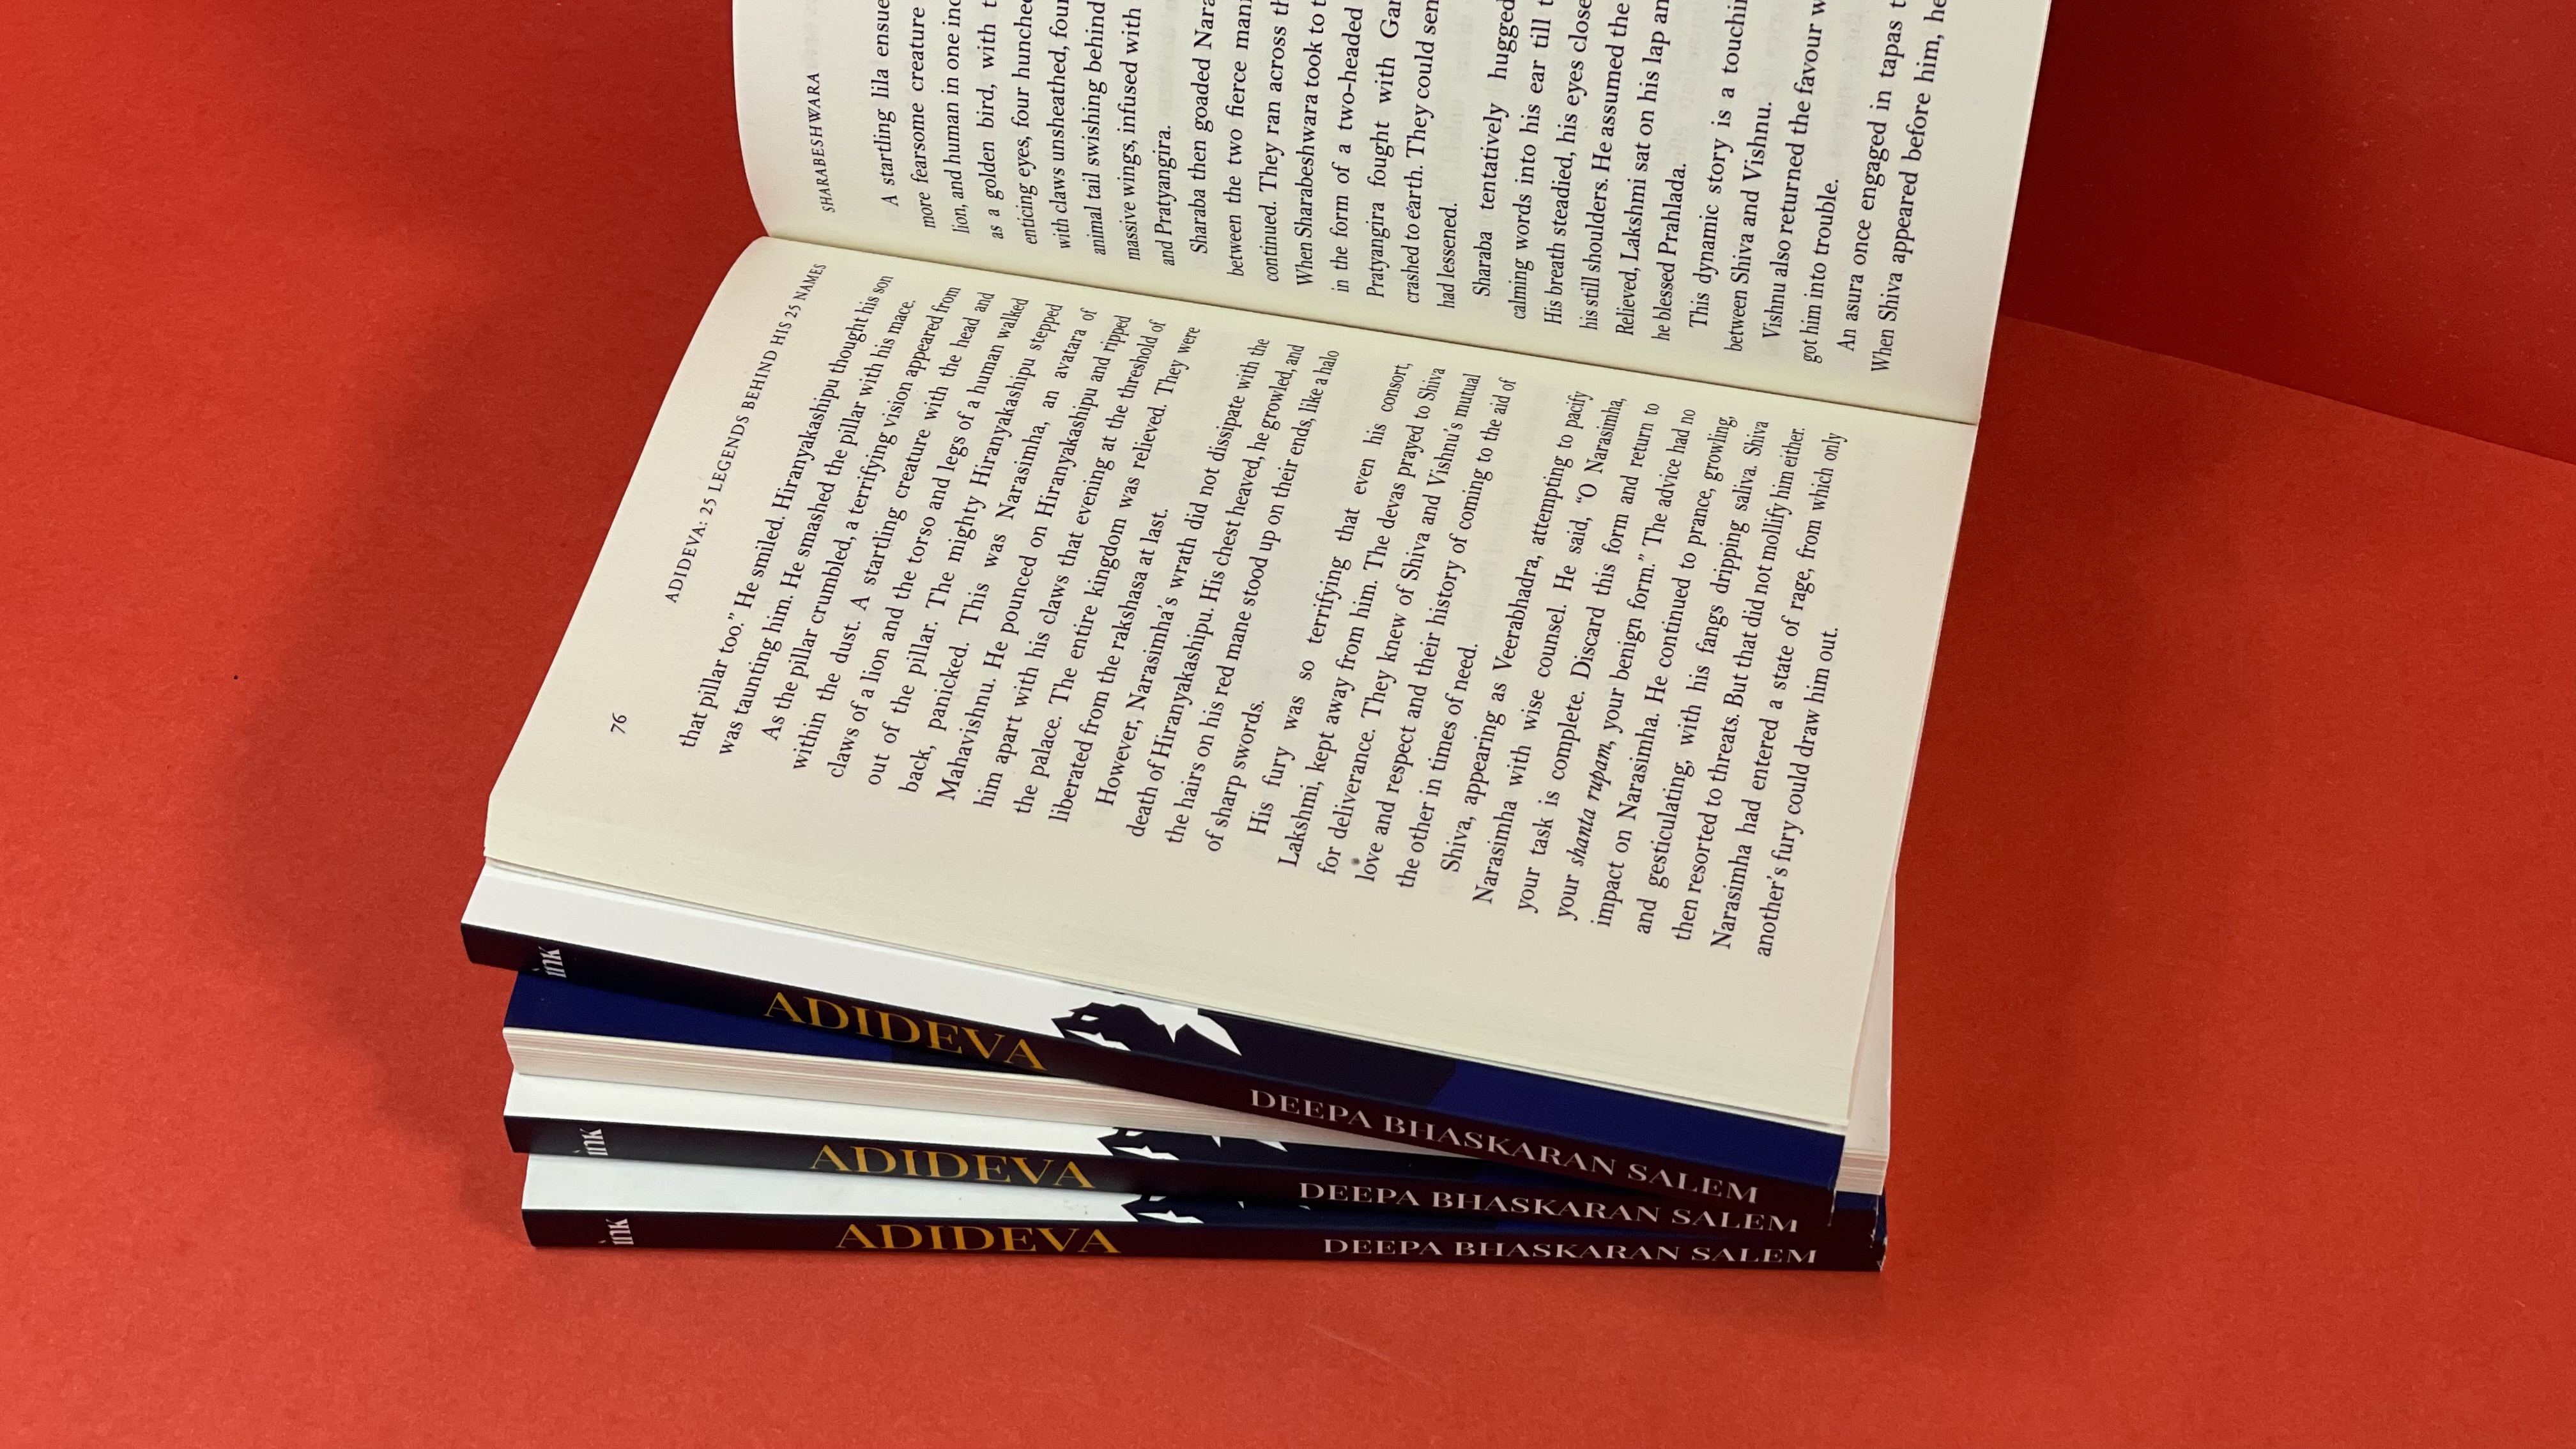 76
ADIDEVA: 25 LEGENDS BEHIND HIS 25 NAMES
that pillar too.” He smiled. Hiranyakashipu thought his son
was taunting him. He smashed the pillar with his mace.
As the pillar crumbled, a terrifying vision appeared from
within the dust. A startling creature with the head and
claws of a lion and the torso and legs of a human walked
out of the pillar. The mighty Hiranyakashipu stepped
back, panicked. This was Narasimha, an avatara of
Mahavishnu. He pounced on Hiranyakashipu and ripped
him apart with his claws that evening at the threshold of
the palace. The entire kingdom was relieved. They were
liberated from the rakshasa at last.
However, Narasimha’s wrath did not dissipate with the
death of Hiranyakashipu. His chest heaved, he growled, and
the hairs on his red mane stood up on their ends, like a halo
of sharp swords.
His fury was so terrifying that even his consort,
Lakshmi, kept away from him. The devas prayed to Shiva
for deliverance. They knew of Shiva and Vishnu’s mutual
love and respect and their history of coming to the aid of
the other in times of need.
Shiva, appearing as Veerabhadra, attempting to pacify
Narasimha with wise counsel. He said, “O Narasimha,
your task is complete. Discard this form and return to
your shanta rupam, your benign form.” The advice had no
impact on Narasimha. He continued to prance, growling,
and gesticulating, with his fangs dripping saliva. Shiva
then resorted to threats. But that did not mollify him either.
Narasimha had entered a state of rage, from which only
another’s fury could draw him out.
SHARABESHWARA
A startling lila ensue
more fearsome creature
lion, and human in one
as a golden bird, with
enticing eyes, four
with claws unsheathed,
animal tail swishing behind
massive wings, infused with
and Pratyangira.
Sharaba then goaded
between the two fierce
continued. They ran across
When Sharabeshwara took to
in the form of a two-headed
Pratyangira fought with
crashed to earth. They could
had lessened.
Sharaba tentatively hugged
calming words into his ear till
His breath steadied, his eyes
his still shoulders. He assumed the
Relieved, Lakshmi sat on his lap
he blessed Prahlada.
This dynamic story is a
between Shiva and Vishnu.
Vishnu also returned the favour
got him into trouble.
An asura once engaged in tapas
When Shiva appeared before him, he
ink ADIDEVA DEEPA BHASKARAN SALEM
ink ADIDEVA DEEPA BHASKARAN SALEM
ink ADIDEVA DEEPA BHASKARAN SALEM